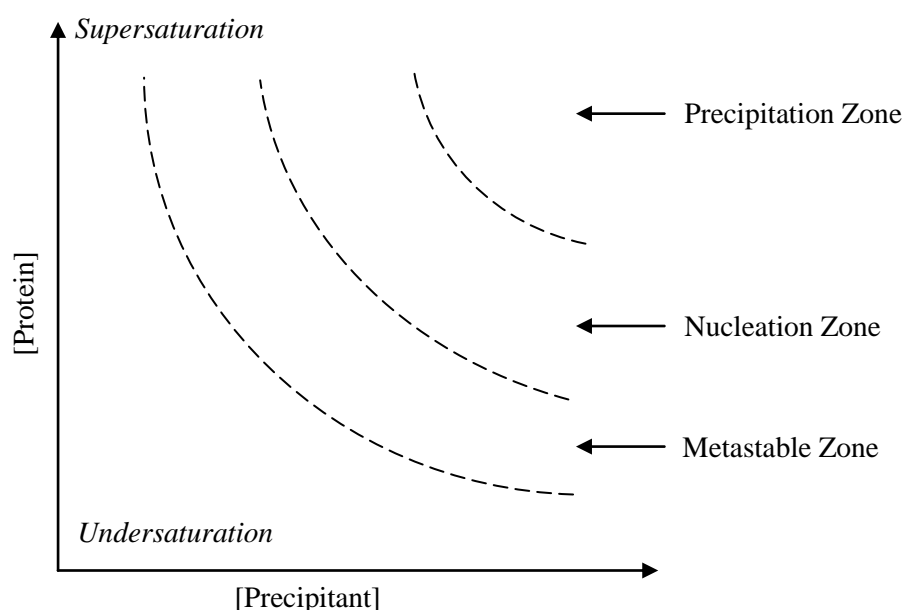 Supersaturation
Precipitation Zone
[Protein]
Nucleation Zone
Metastable Zone
Undersaturation
[Precipitant]